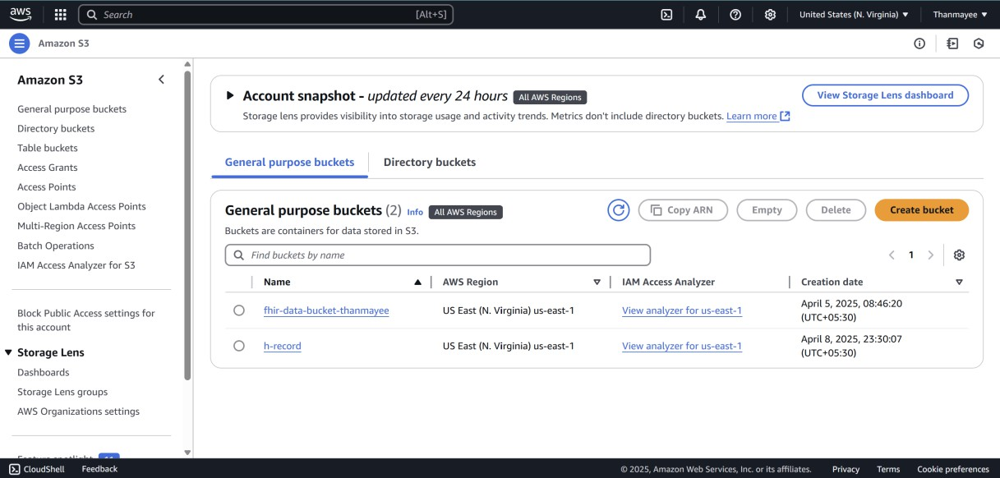 aws
Search
[Alt+S]
United States (N. Virginia)
Thanmayee
Amazon S3
Amazon S3
General purpose buckets
Directory buckets
Table buckets
Access Grants
Access Points
Object Lambda Access Points
Multi-Region Access Points
Batch Operations
IAM Access Analyzer for S3
Block Public Access settings for
this account
Storage Lens
Dashboards
Storage Lens groups
AWS Organizations settings
Feature spotlight
Account snapshot - updated every 24 hours
All AWS Regions
View Storage Lens dashboard
Storage lens provides visibility into storage usage and activity trends. Metrics don't include directory buckets. Learn more
General purpose buckets
Directory buckets
General purpose buckets (2) Info All AWS Regions
Copy ARN
Empty
Delete
Create bucket
Buckets are containers for data stored in S3.
Find buckets by name
1
Name
AWS Region
IAM Access Analyzer
Creation date
fhir-data-bucket-thanmayee
US East (N. Virginia) us-east-1
View analyzer for us-east-1
April 5, 2025, 08:46:20
(UTC+05:30)
h-record
US East (N. Virginia) us-east-1
View analyzer for us-east-1
April 8, 2025, 23:30:07
(UTC+05:30)
CloudShell
Feedback
© 2025, Amazon Web Services, Inc. or its affiliates.
Privacy
Terms
Cookie preferences